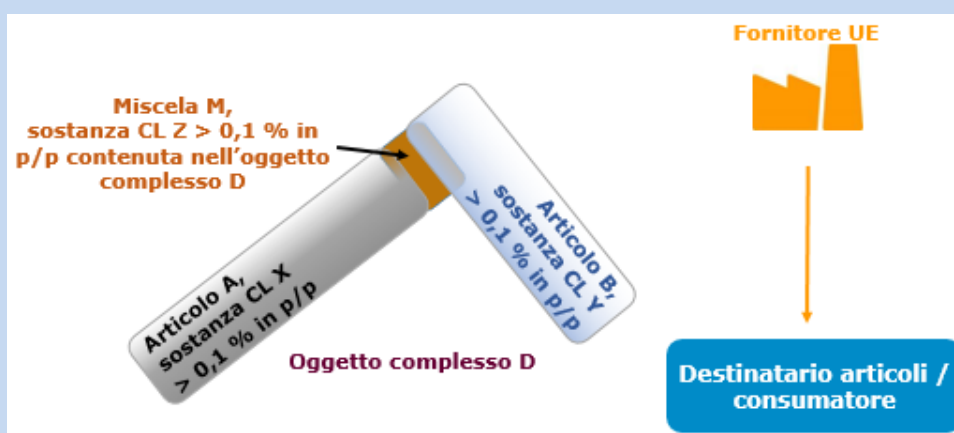 Fornitore UE
Miscela M,
sostanza CL Z > 0,1 % in
p/p contenuta nell'oggetto
complesso D
Articolo A,
sostanza CL X
> 0,1 % in p/p
Articolo B,
sostanza CL Y
> 0,1 % in p/p
Oggetto complesso D
Destinatario articoli /
consumatore